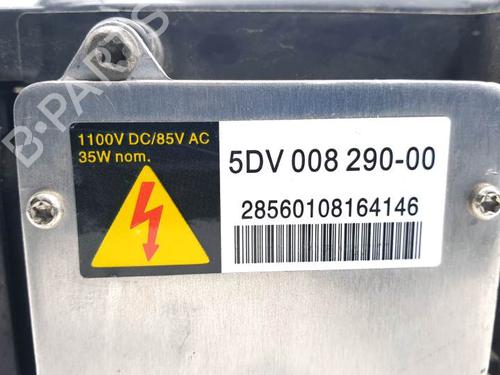 1100V DC/85V AC
35W nom.
5DV 008 290-00
28560108164146
B-PARTS